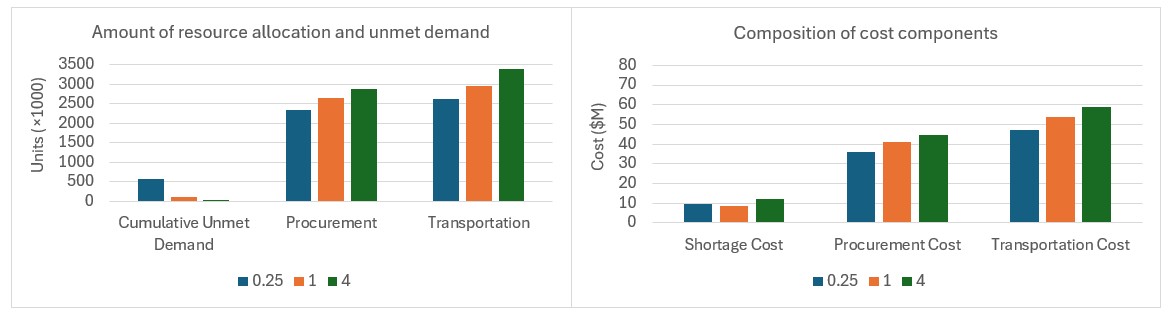 Amount of resource allocation and unmet demand
Units (×1000)
3500
3000
2500
2000
1500
1000
500
0
Cumulative Unmet
Demand
Procurement
Transportation
0.25 1 4
Composition of cost components
Cost ($M)
80
70
60
50
40
30
20
10
0
Shortage Cost
Procurement Cost
Transportation Cost
0.25 1 4